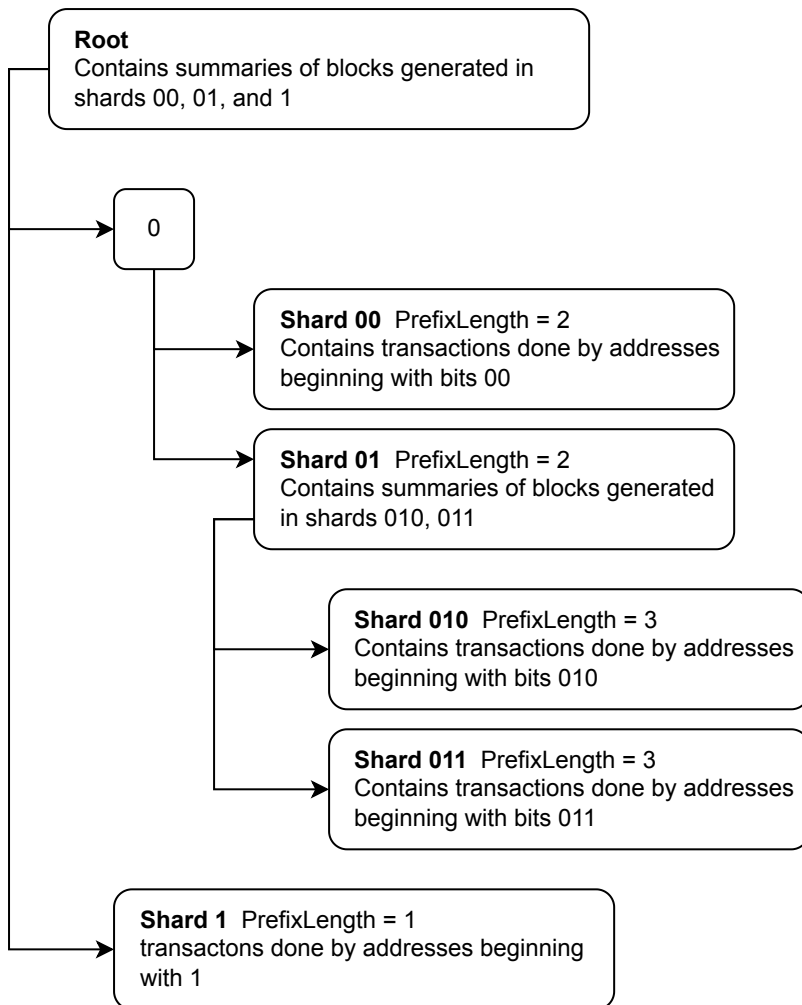 Root
Contains summaries of blocks generated in
shards 00, 01, and 1
0
Shard 00 PrefixLength = 2
Contains transactions done by addresses
beginning with bits 00
Shard 01 PrefixLength = 2
Contains summaries of blocks generated
in shards 010, 011
Shard 010 PrefixLength = 3
Contains transactions done by addresses
beginning with bits 010
Shard 011 PrefixLength = 3
Contains transactions done by addresses
beginning with bits 011
Shard 1 PrefixLength = 1
transactons done by addresses beginning
with 1